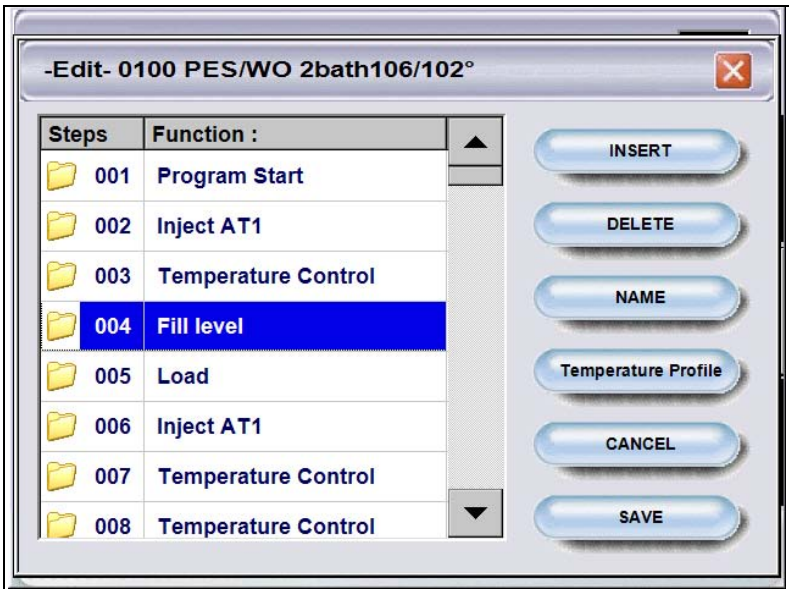 -Edit- 0100 PES/WO 2bath106/102°
Steps Function :
001 Program Start
002 Inject AT1
003 Temperature Control
004 Fill level
005 Load
006 Inject AT1
007 Temperature Control
008 Temperature Control
INSERT
DELETE
NAME
Temperature Profile
CANCEL
SAVE